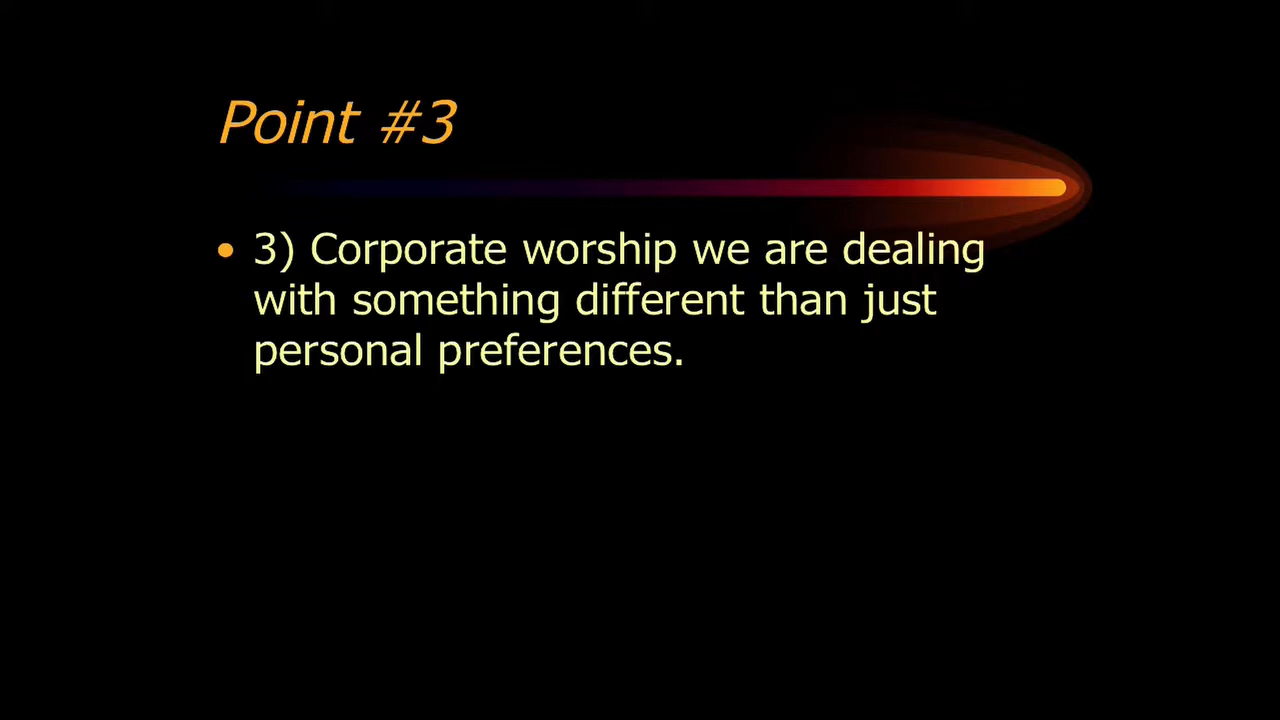 Point #3
• 3) Corporate worship we are dealing
with something different than just
personal preferences.